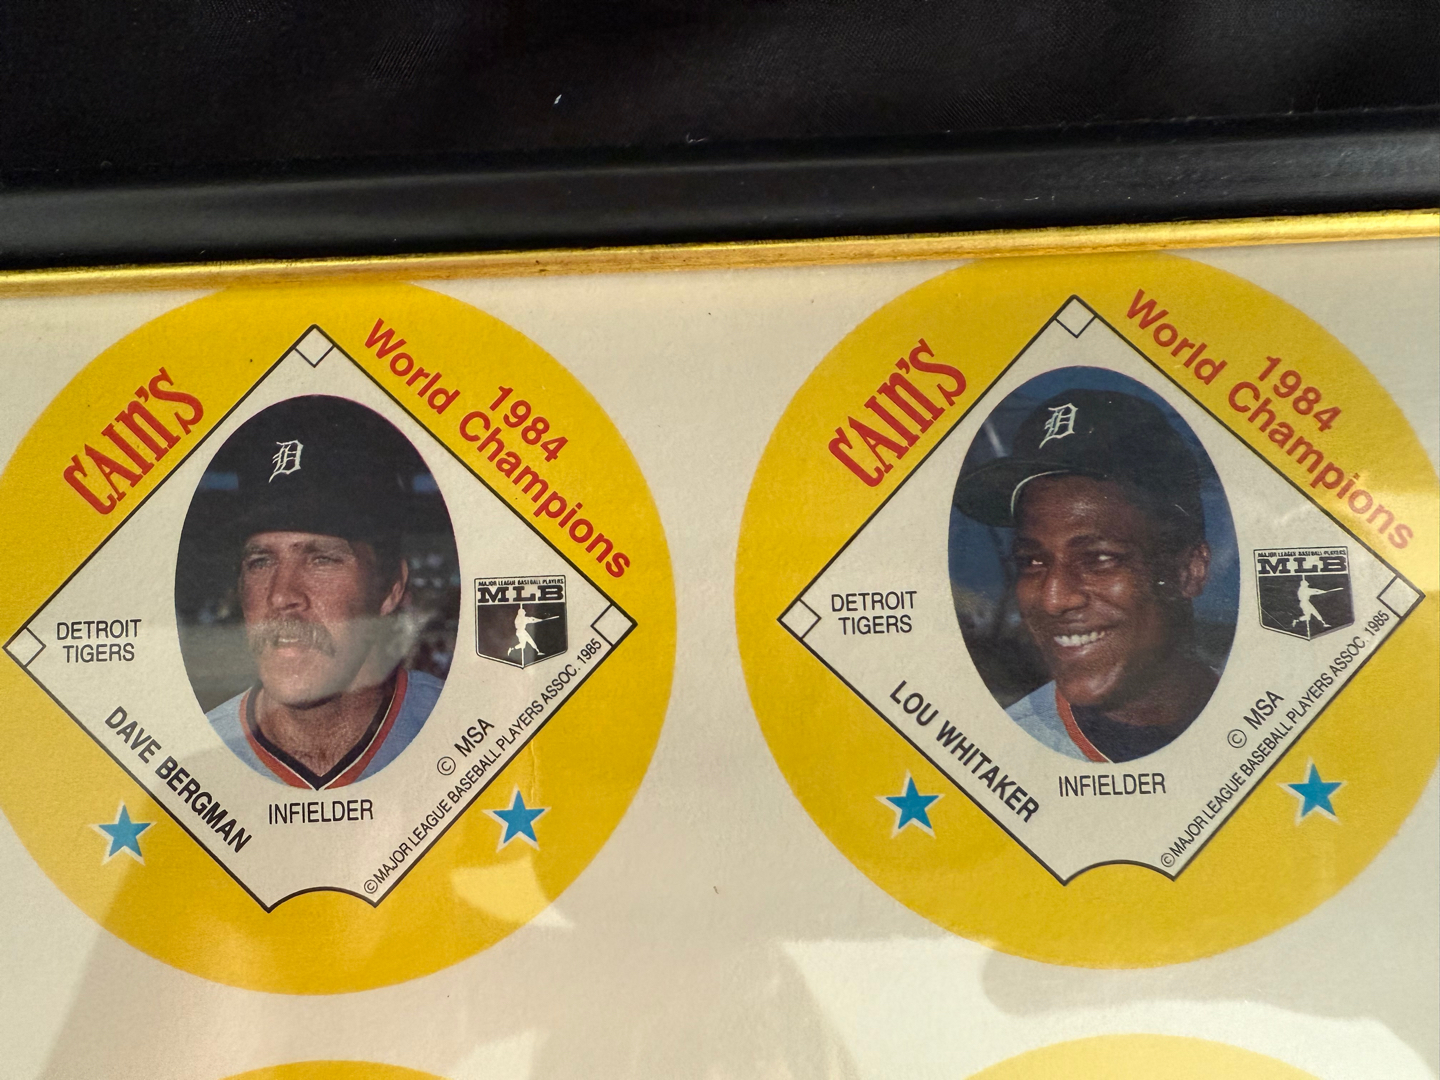 CAIN'S
1984
World Champions
D
MAJOR LEAGUE BASEBALL PLAYERS
MLB
DETROIT
TIGERS
DAVE BERGMAN
INFIELDER
© MSA
©MAJOR LEAGUE BASEBALL PLAYERS ASSOC. 1985
CAIN'S
1984
World Champions
D
MAJOR LEAGUE BASEBALL PLAYERS
MLB
DETROIT
TIGERS
LOU WHITAKER
INFIELDER
© MSA
©MAJOR LEAGUE BASEBALL PLAYERS ASSOC. 1985